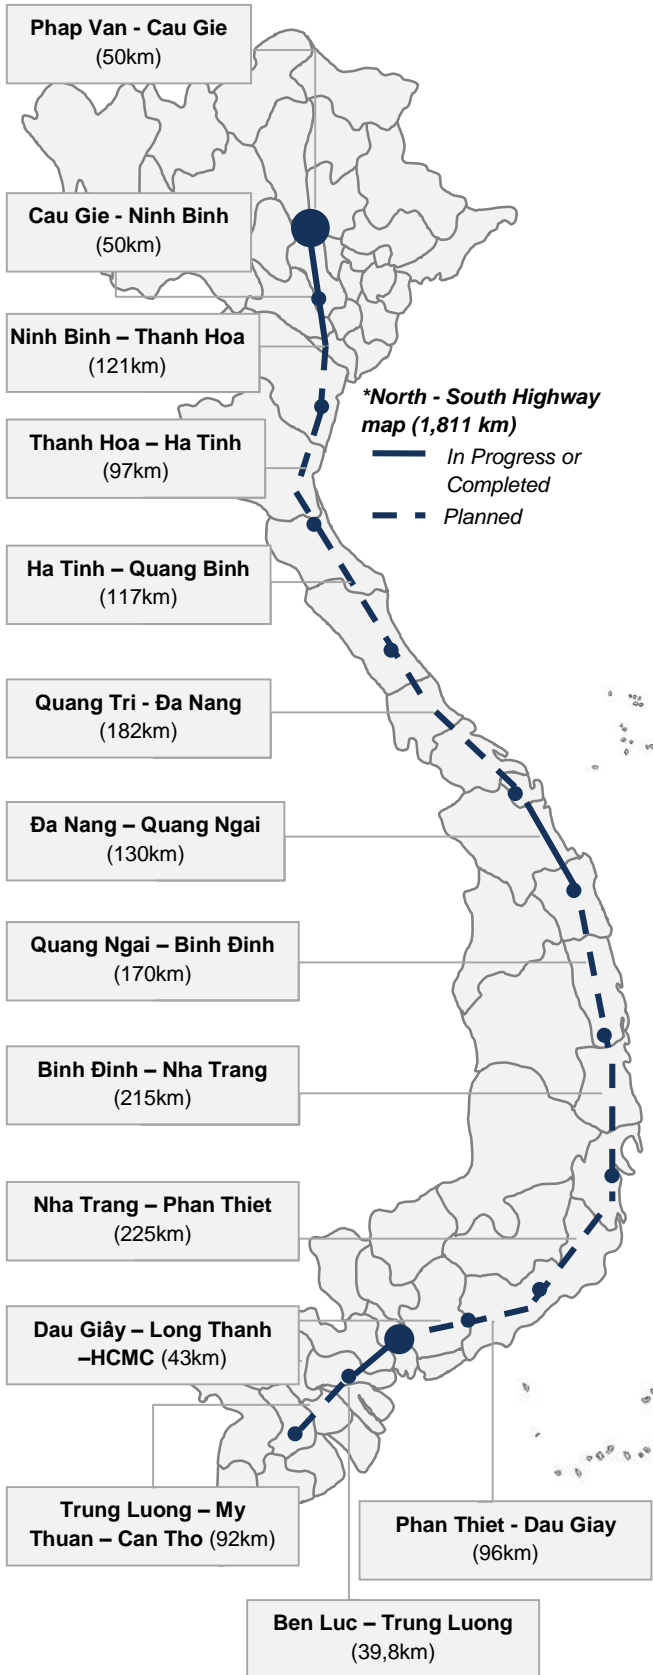 Phap Van - Cau Gie
(50km)
Cau Gie - Ninh Binh
(50km)
Ninh Binh – Thanh Hoa
(121km)
*North - South Highway
map (1,811 km)
In Progress or
Completed
Planned
Thanh Hoa – Ha Tinh
(97km)
Ha Tinh – Quang Binh
(117km)
Quang Tri - Đa Nang
(182km)
Đa Nang – Quang Ngai
(130km)
Quang Ngai – Binh Đinh
(170km)
Binh Đinh – Nha Trang
(215km)
Nha Trang – Phan Thiet
(225km)
Dau Giây – Long Thanh
–HCMC (43km)
Trung Luong – My
Thuan – Can Tho (92km)
Phan Thiet - Dau Giay
(96km)
Ben Luc – Trung Luong
(39,8km)